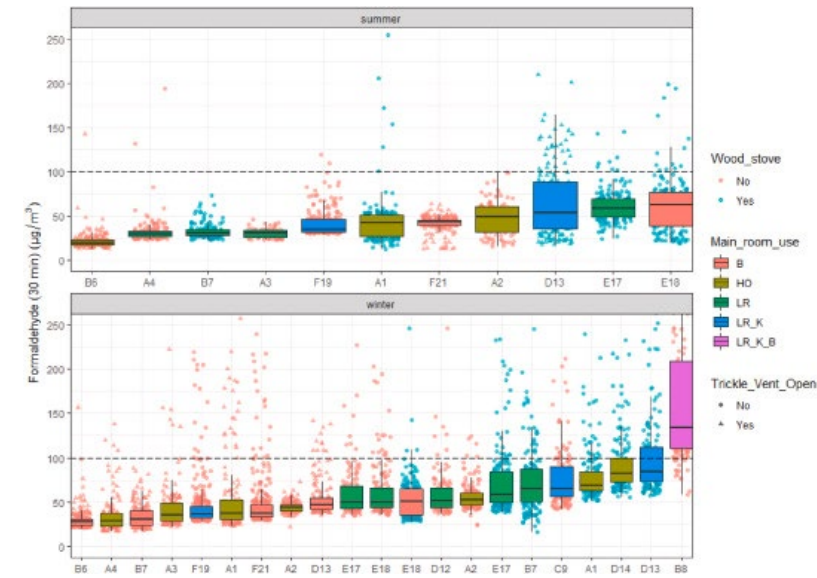 summer
250
200
150
100
50
0
B6 A4 B7 A3 F19 A1 F21 A2 D13 E17 E18
Formaldehyde (30 min) (µg/m³)
winter
250
200
150
100
50
0
B6 A4 B7 A3 F19 A1 F21 A2 D13 E17 E18 E18 D12 A2 E17 B7 C9 A1 D14 D13 B8
Wood_stove
No
Yes
Main_room_use
B
HO
LR
LR_K
LR_K_B
Trickle_Vent_Open
No
Yes